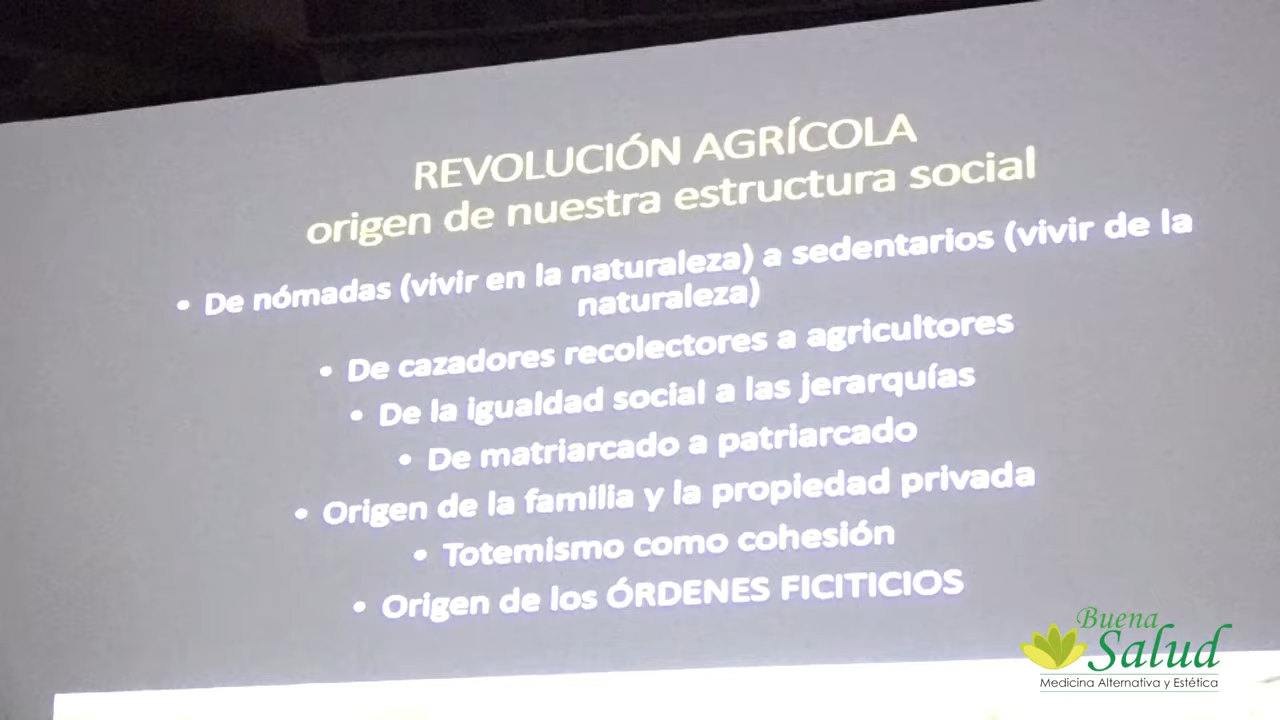 REVOLUCIÓN AGRÍCOLA
origen de nuestra estructura social
• De nómadas (vivir en la naturaleza) a sedentarios (vivir de la
naturaleza)
• De cazadores recolectores a agricultores
• De la igualdad social a las jerarquías
• De matriarcado a patriarcado
• Origen de la familia y la propiedad privada
• Totemismo como cohesión
• Origen de los ÓRDENES FICITICIOS
Buena
Salud
Medicina Alternativa y Estética